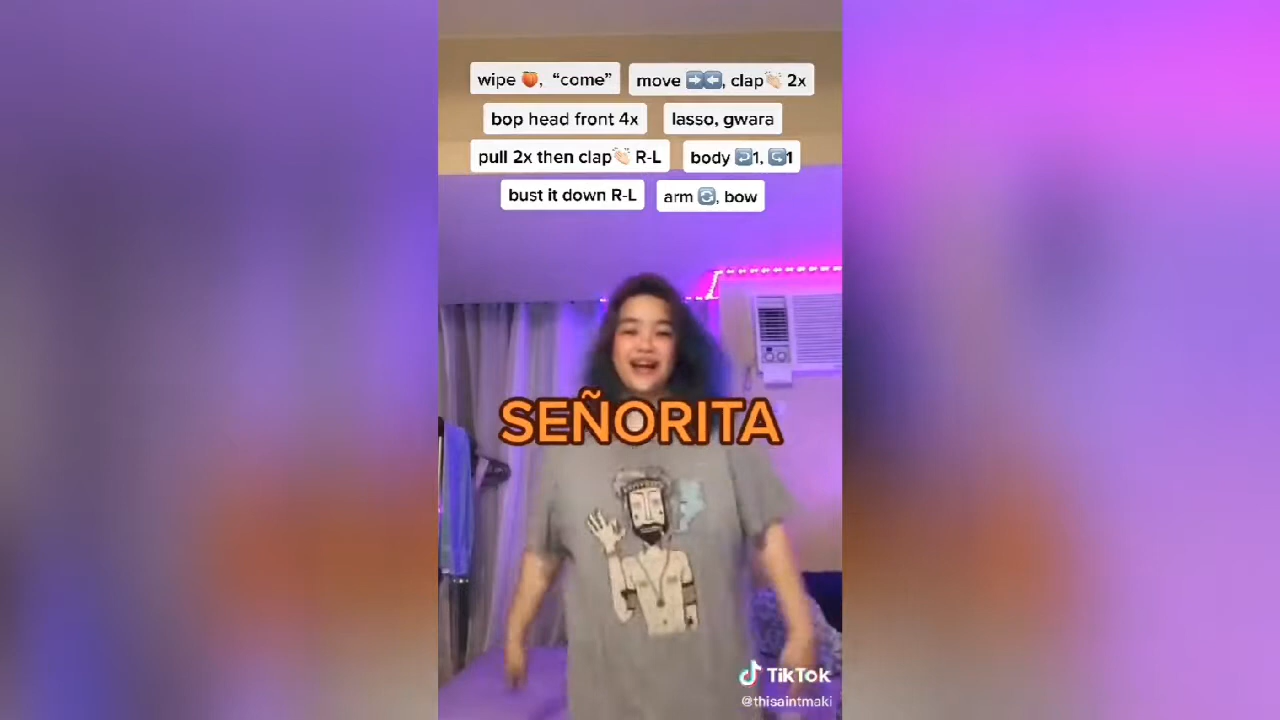 wipe 🍑, “come” move ➡️⬅️, clap👏🏻 2x
bop head front 4x lasso, gwara
pull 2x then clap👏🏻 R-L body ↩️1, ↪️1
bust it down R-L arm 🔄, bow
SEÑORITA
TikTok
@thisaintmaki